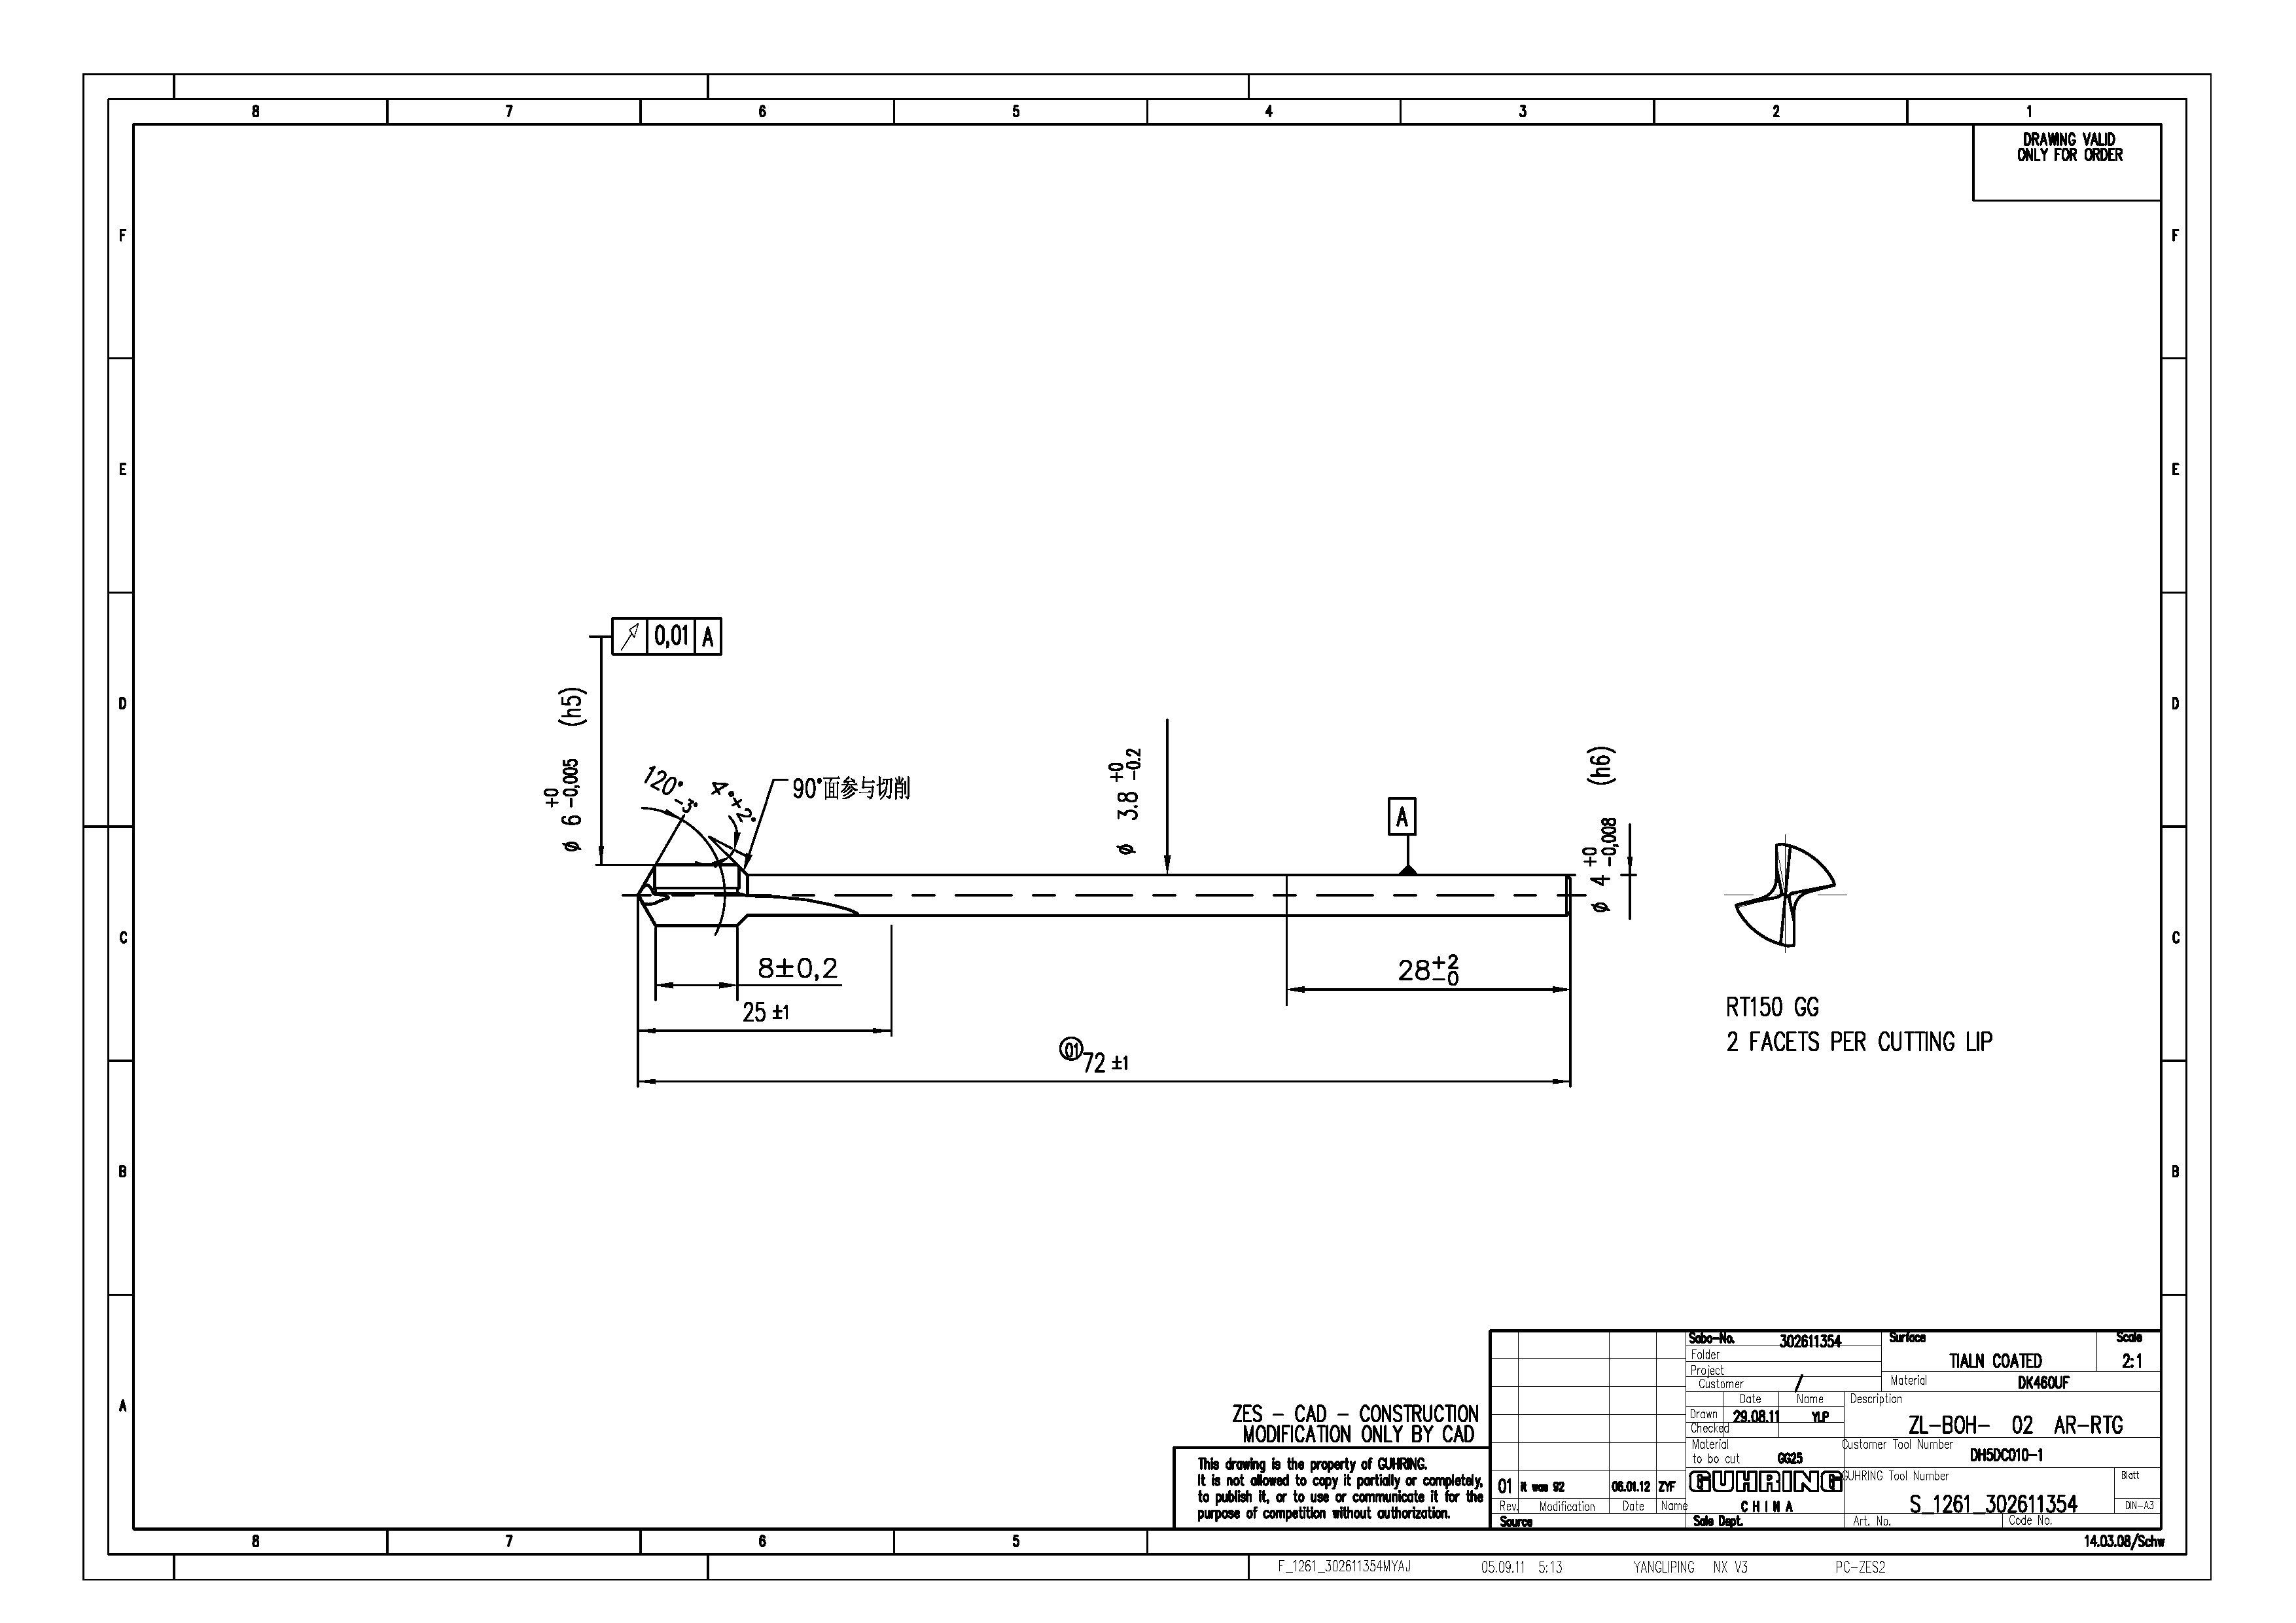 8 7 6 5 4 3 2 1
DRAWING VALID
ONLY FOR ORDER
F F
E E
D D
C C
B B
A
0,01 A
ϕ 6 +0 -0,005 (h5)
120° -3°
4° +2°
90°面参与切削
ϕ 3.8 +0 -0.2
A
ϕ 4 +0 -0,008 (h6)
8±0,2
25 ±1
28 +2 -0
01 72 ±1
RT150 GG
2 FACETS PER CUTTING LIP
ZES - CAD - CONSTRUCTION
MODIFICATION ONLY BY CAD
This drawing is the property of GUHRING.
It is not allowed to copy it partially or completely,
to publish it, or to use or communicate it for the
purpose of competition without authorization.
01 it was 92 06.01.12 ZYF
Rev. Modification Date Name
Source
Sabo-No. 302611354
Folder
Project
Customer /
Date Name
Drawn 29.08.11 YLP
Checked
Material
to bo cut GG25
GUHRING
CHINA
Sale Dept.
Surface
TIALN COATED
Scale
2:1
Material DK460UF
Description
ZL-BOH- 02 AR-RTG
Customer Tool Number
DH5DC010-1
GUHRING Tool Number
S_1261_302611354
Blatt
DIN-A3
Art. No. Code No.
8 7 6 5
14.03.08/Schw
F_1261_302611354MYAJ 05.09.11 5:13 YANGLIPING NX V3 PC-ZES2